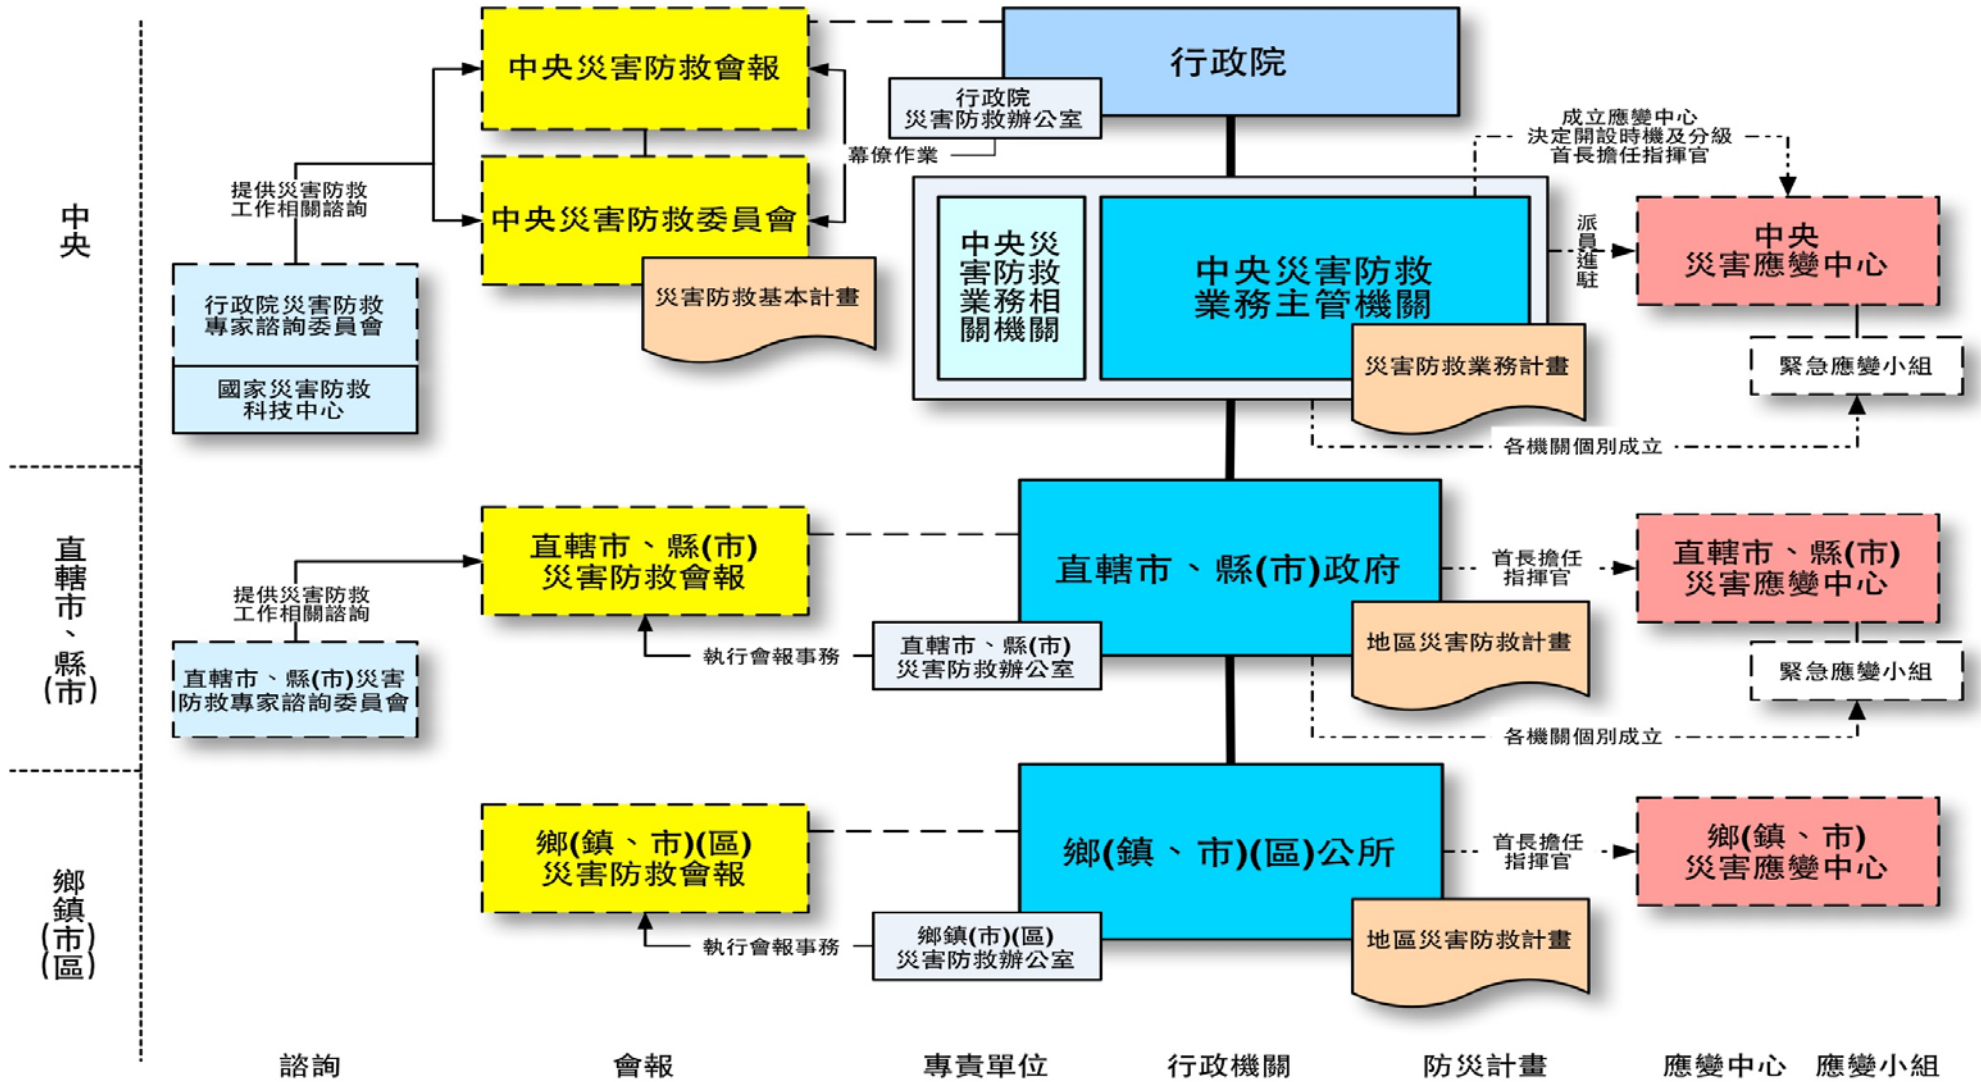 中央災害防救會報
行政院
行政院
災害防救辦公室
幕僚作業
成立應變中心
決定開設時機及分級
首長擔任指揮官
提供災害防救
工作相關諮詢
中央災害防救委員會
災害防救基本計畫
中央
行政院災害防救
專家諮詢委員會
國家災害防救
科技中心
中央災
害防救
業務相
關機關
中央災害防救
業務主管機關
災害防救業務計畫
派員進駐
中央
災害應變中心
緊急應變小組
各機關個別成立
直轄市、縣(市)
直轄市、縣(市)
災害防救會報
提供災害防救
工作相關諮詢
直轄市、縣(市)災害
防救專家諮詢委員會
執行會報事務
直轄市、縣(市)
災害防救辦公室
直轄市、縣(市)政府
地區災害防救計畫
首長擔任
指揮官
直轄市、縣(市)
災害應變中心
緊急應變小組
各機關個別成立
鄉鎮(市)(區)
鄉(鎮、市)(區)
災害防救會報
執行會報事務
鄉鎮(市)(區)
災害防救辦公室
鄉(鎮、市)(區)公所
地區災害防救計畫
首長擔任
指揮官
鄉(鎮、市)
災害應變中心
諮詢
會報
專責單位
行政機關
防災計畫
應變中心
應變小組